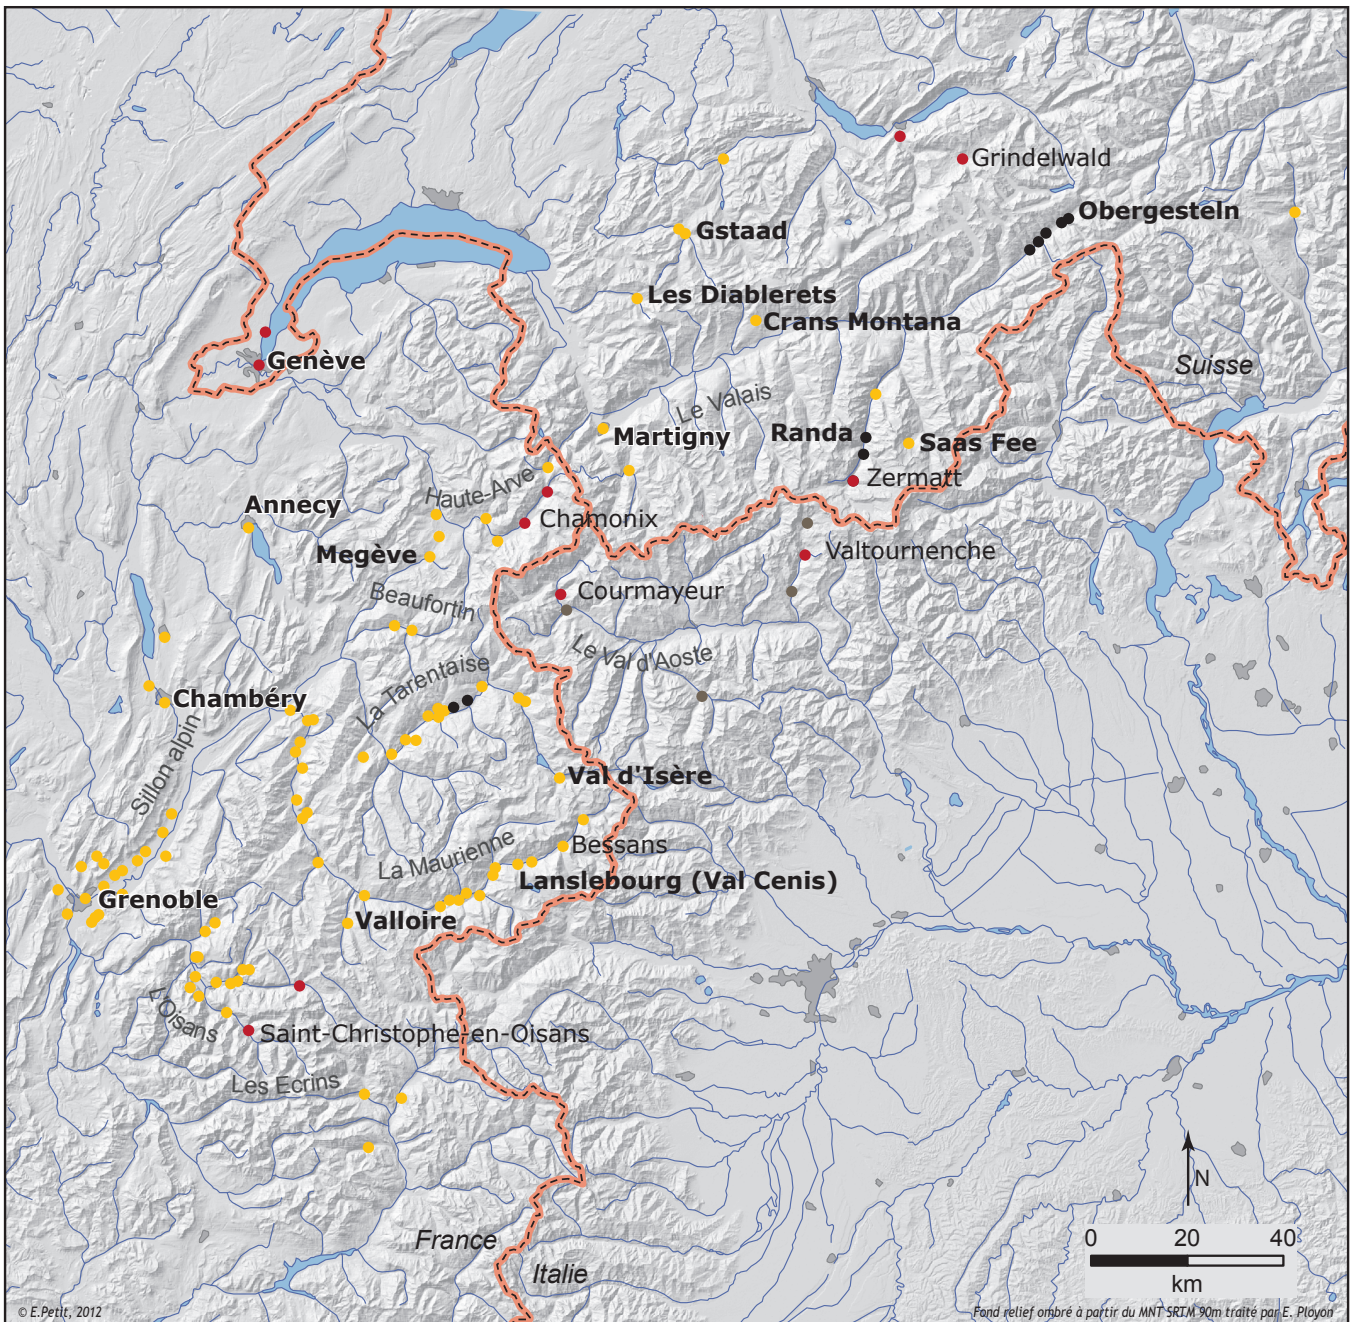 Grindelwald
Obergesteln
Gstaad
Les Diablerets
Crans Montana
Genève
Suisse
Le Valais
Martigny
Randa
Saas Fee
Zermatt
Haute-Arve
Annecy
Chamonix
Megève
Valtournenche
Beaufortin
Courmayeur
Le Val d'Aoste
La Tarentaise
Chambéry
Sillon alpin
Val d'Isère
La Maurienne
Bessans
Lanslebourg (Val Cenis)
Grenoble
Valloire
L'Oisans
Saint-Christophe-en-Oisans
Les Ecrins
N
France
Italie
0 20 40
km
© E.Petit, 2012
Fond relief ombré à partir du MNT SRTM 90m traité par E. Ployon